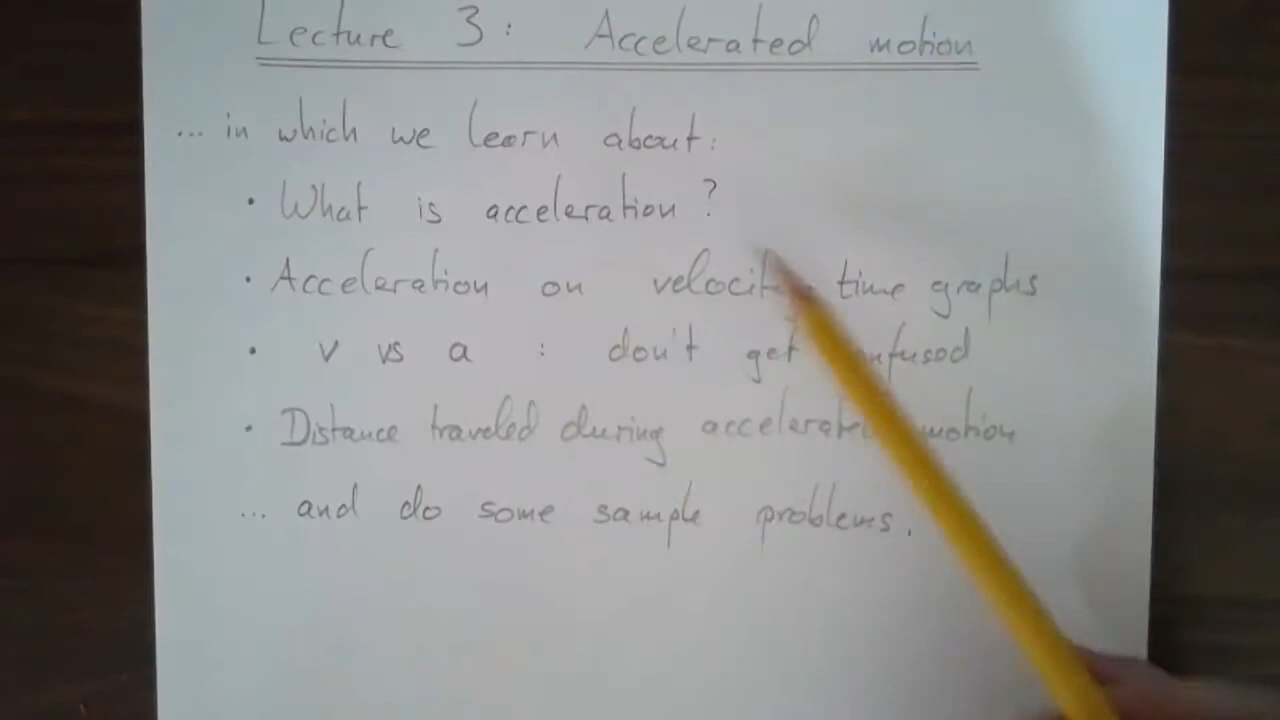 Lecture 3: Accelerated motion
... in which we learn about:
• What is acceleration?
• Acceleration on time graphs
• v vs a : don't get
• Distance traveled during motion
... and do some sample problems.